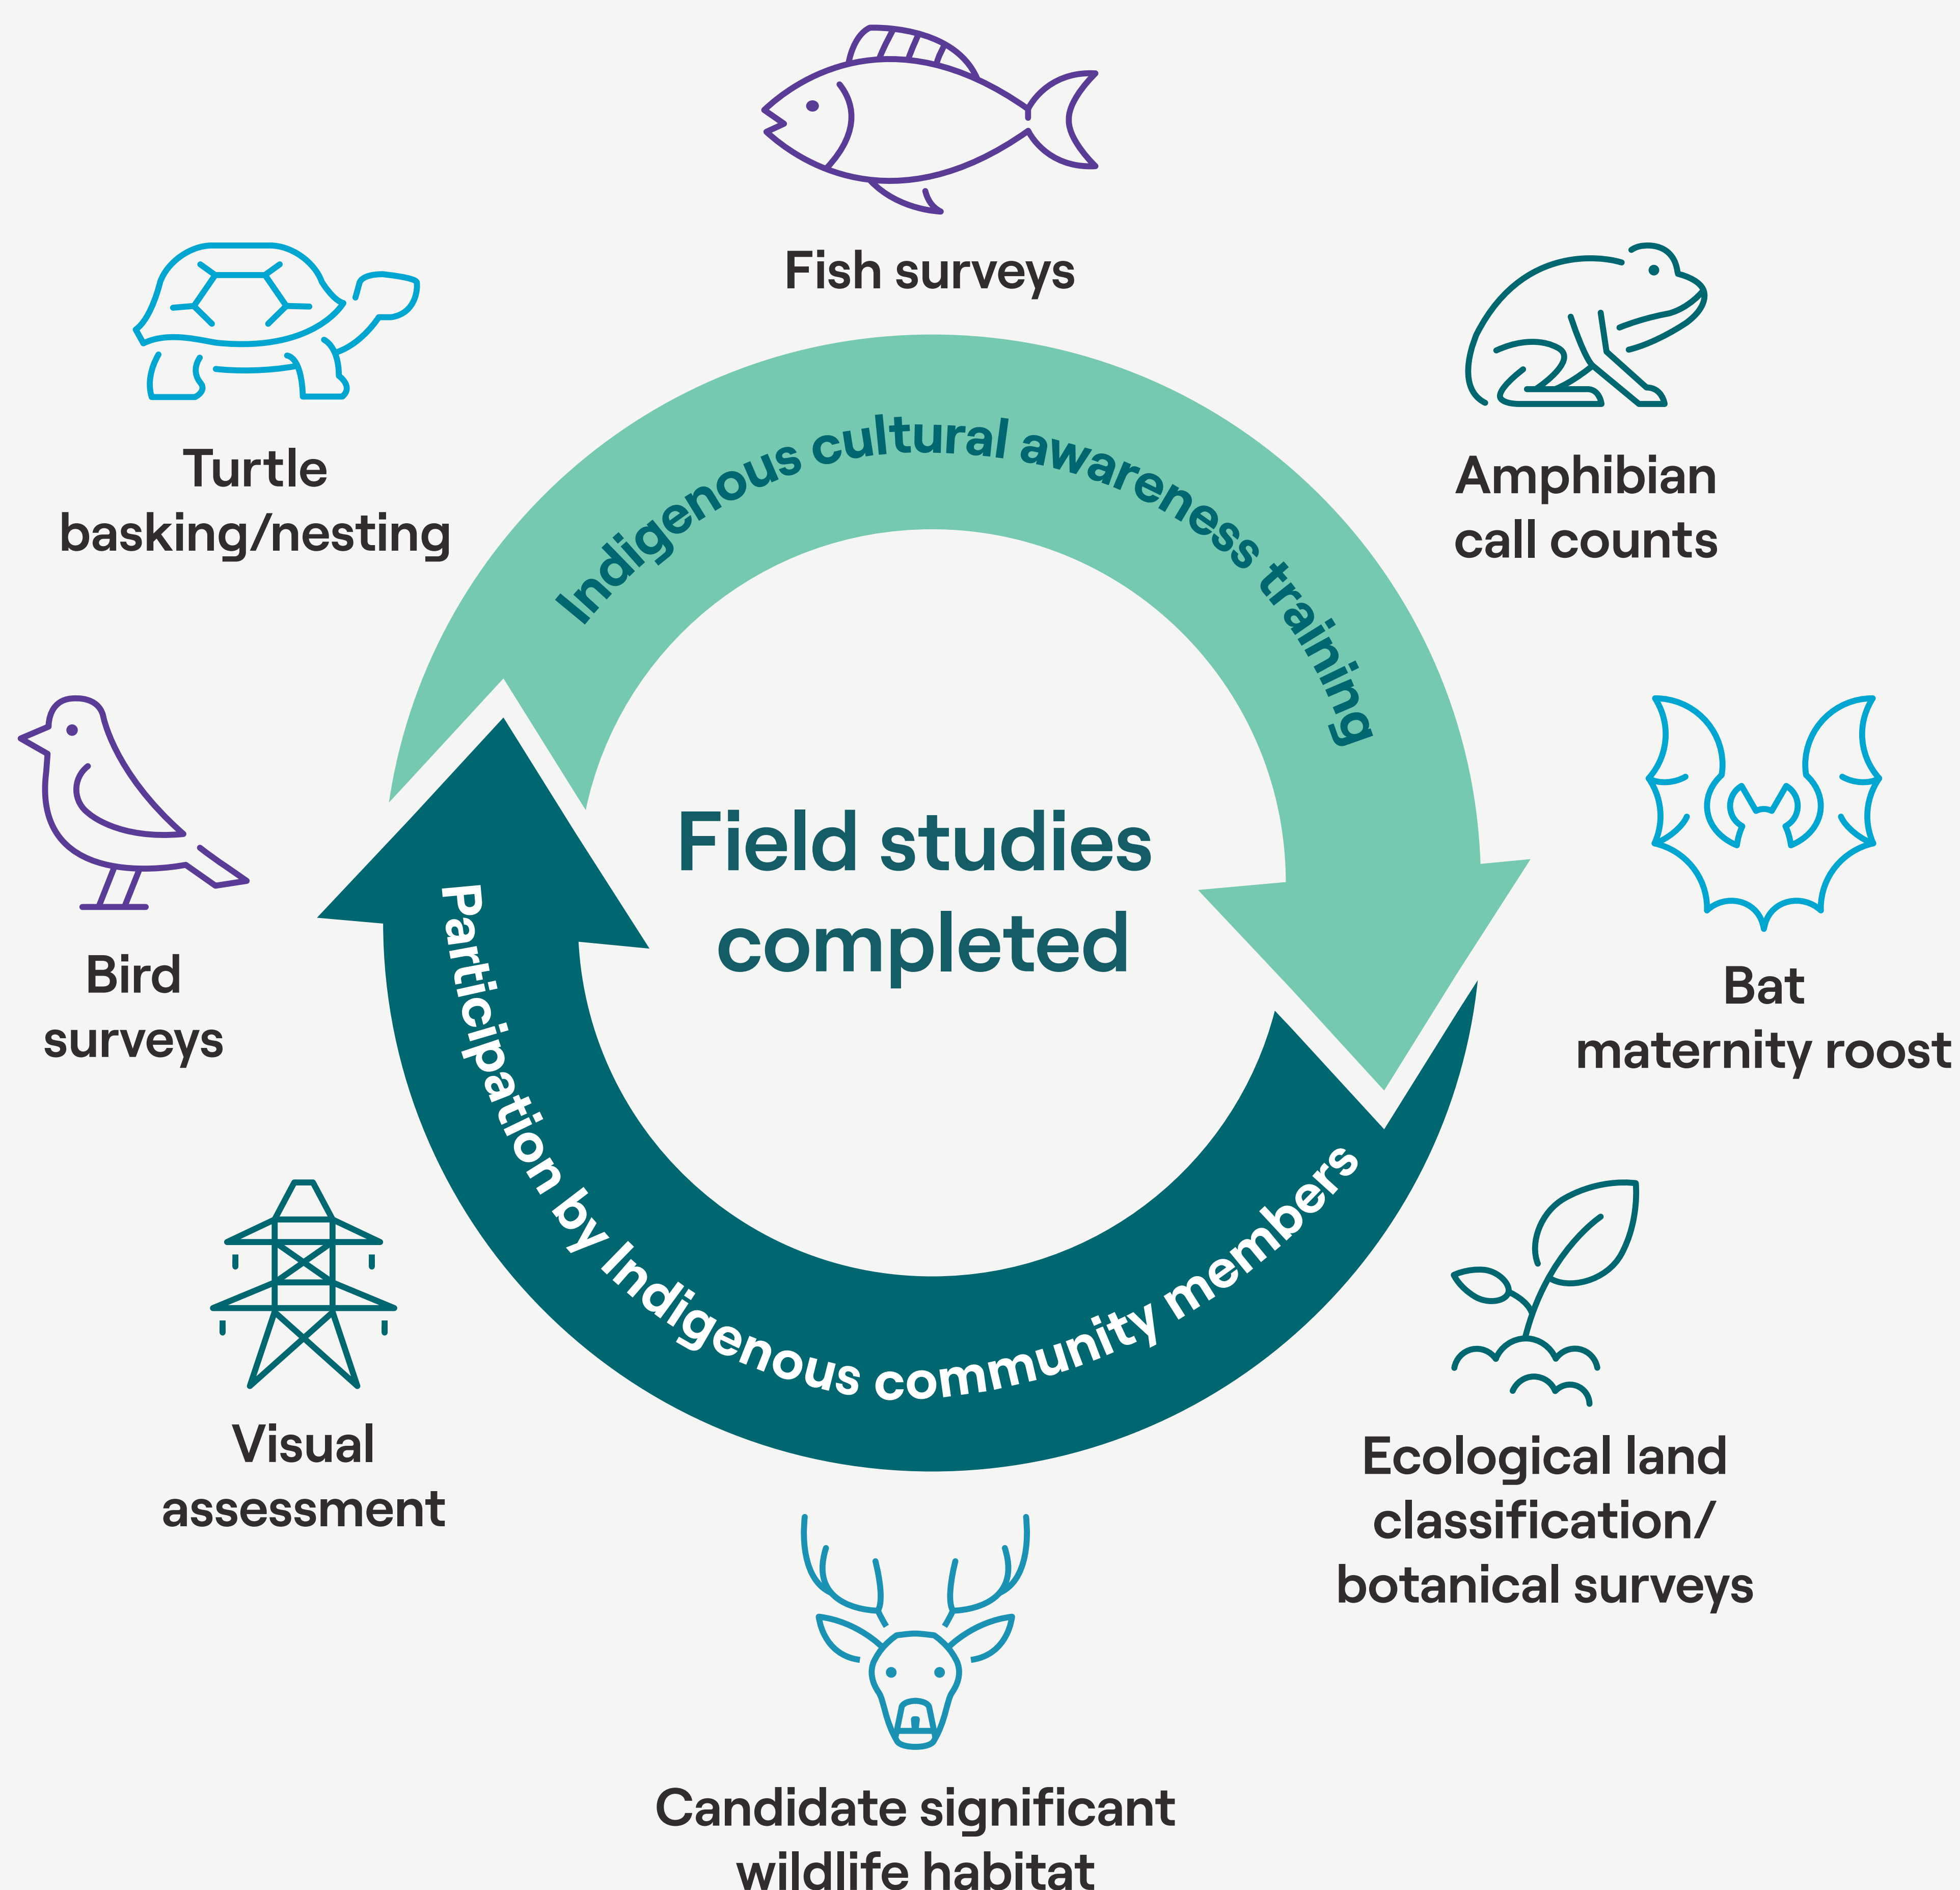 Fish surveys
Turtle
basking/nesting
Amphibian
call counts
Indigenous cultural awareness training
Bird
surveys
Field studies
completed
Bat
maternity roost
Participation by Indigenous community members
Visual
assessment
Ecological land
classification/
botanical surveys
Candidate significant
wildlife habitat